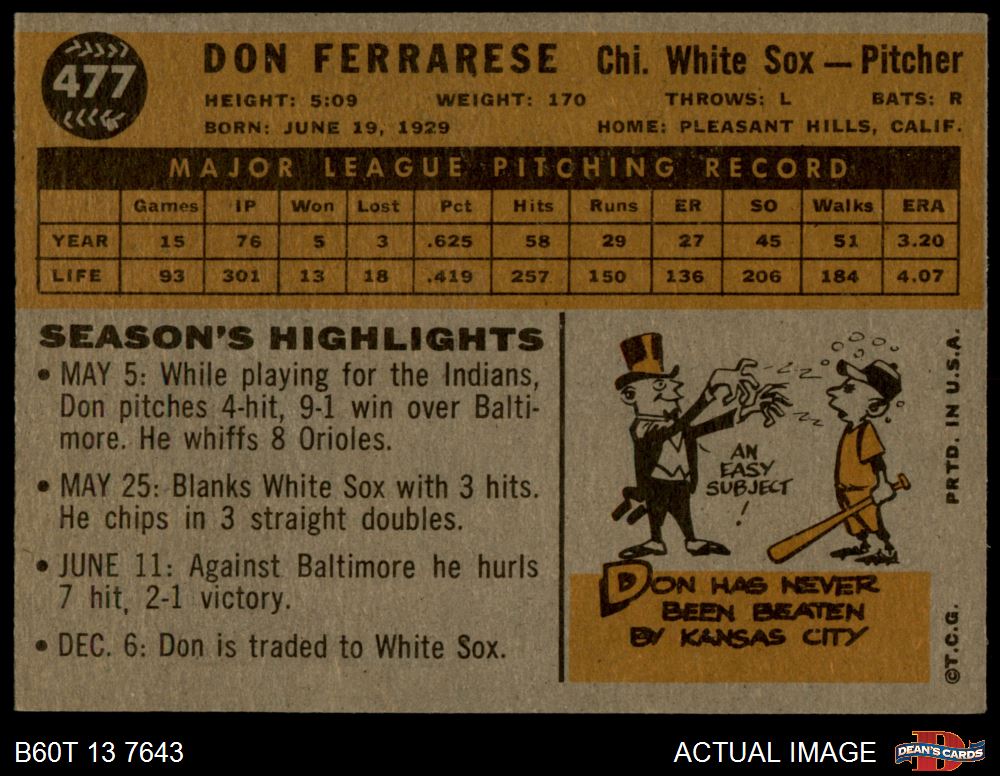 477
DON FERRARESE Chi. White Sox — Pitcher
HEIGHT: 5:09 WEIGHT: 170 THROWS: L BATS: R
BORN: JUNE 19, 1929 HOME: PLEASANT HILLS, CALIF.
MAJOR LEAGUE PITCHING RECORD
Games IP Won Lost Pct Hits Runs ER SO Walks ERA
YEAR 15 76 5 3 .625 58 29 27 45 51 3.20
LIFE 93 301 13 18 .419 257 150 136 206 184 4.07
SEASON'S HIGHLIGHTS
• MAY 5: While playing for the Indians,
Don pitches 4-hit, 9-1 win over Balti-
more. He whiffs 8 Orioles.
• MAY 25: Blanks White Sox with 3 hits.
He chips in 3 straight doubles.
• JUNE 11: Against Baltimore he hurls
7 hit, 2-1 victory.
• DEC. 6: Don is traded to White Sox.
AN
EASY
SUBJECT
!
DON HAS NEVER
BEEN BEATEN
BY KANSAS CITY
PRTD. IN U.S.A.
©T.C.G.
B60T 13 7643
ACTUAL IMAGE
DEAN'S CARDS